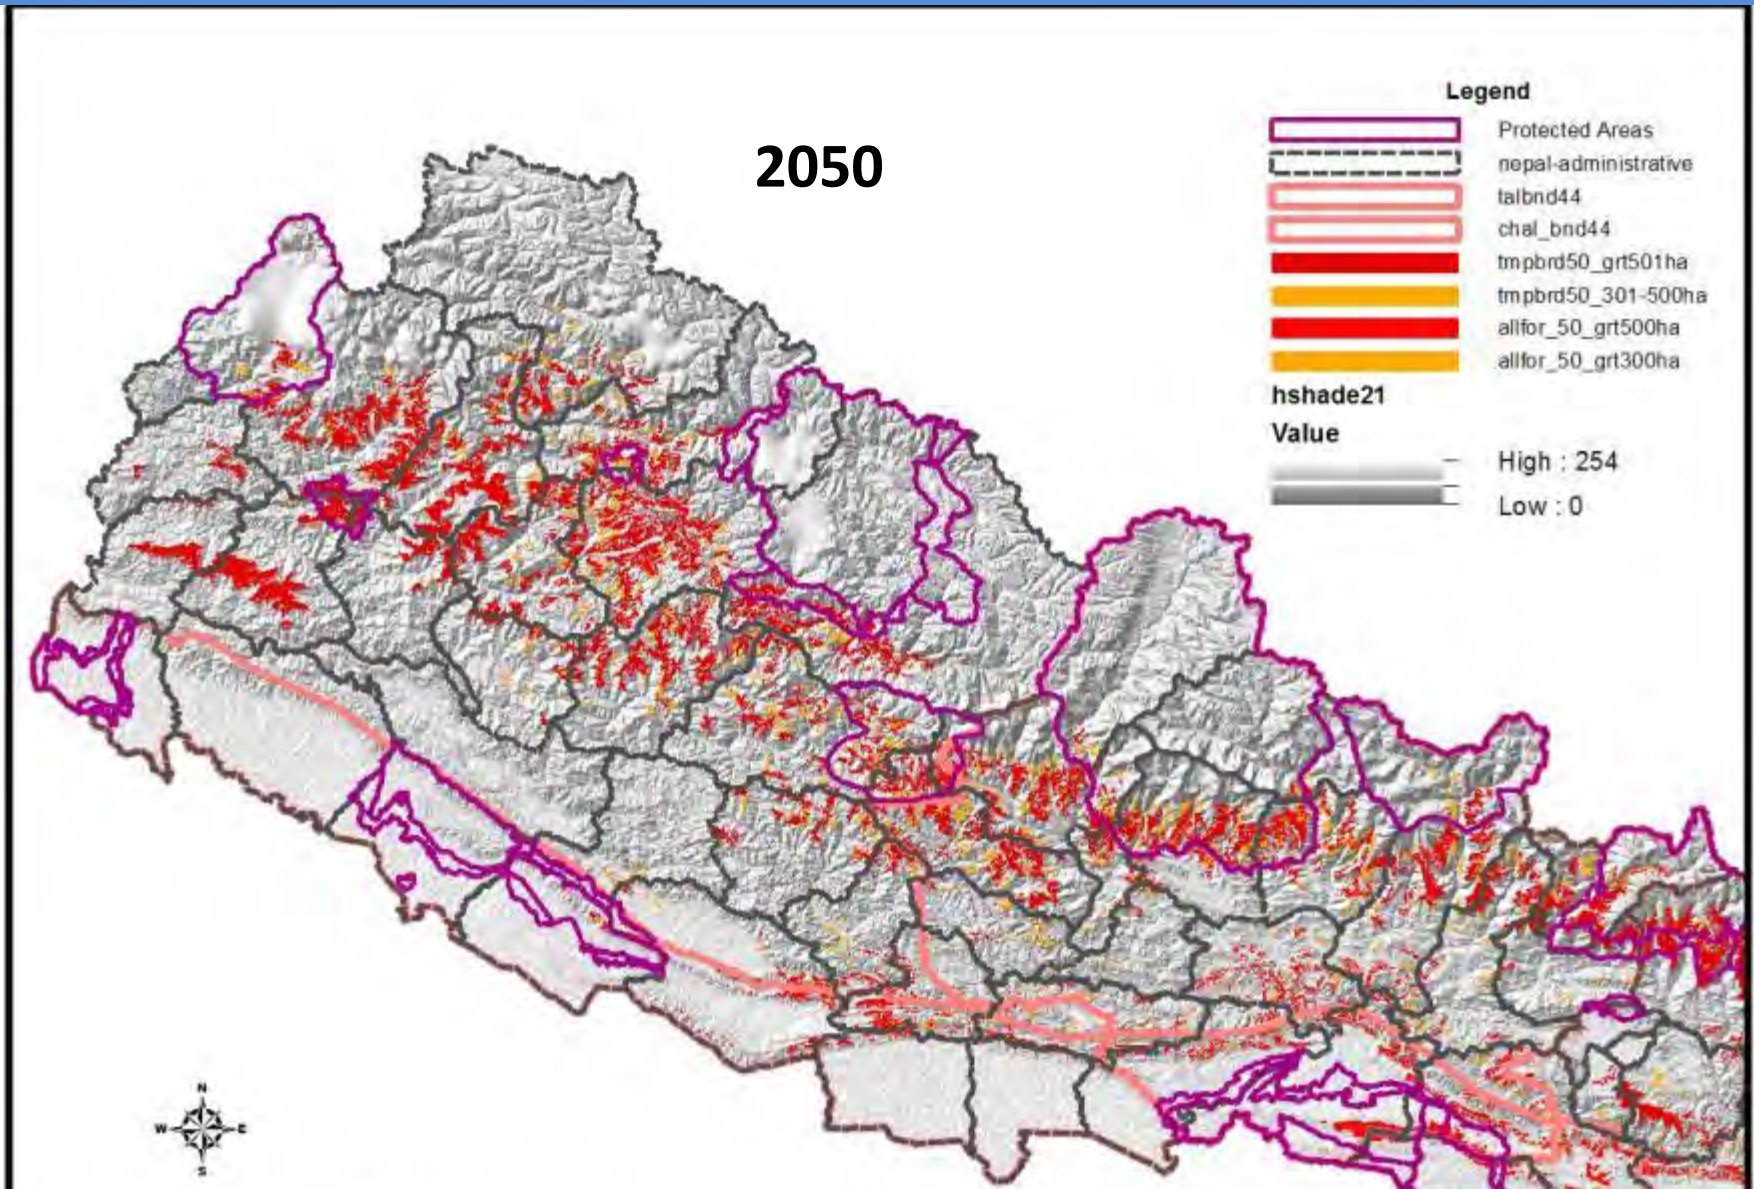 2050
Legend
Protected Areas
nepal-administrative
talbnd44
chal_bnd44
tmpbrd50_grt501ha
tmpbrd50_301-500ha
allfor_50_grt500ha
allfor_50_grt300ha
hshade21
Value
High : 254
Low : 0
N
W E
S